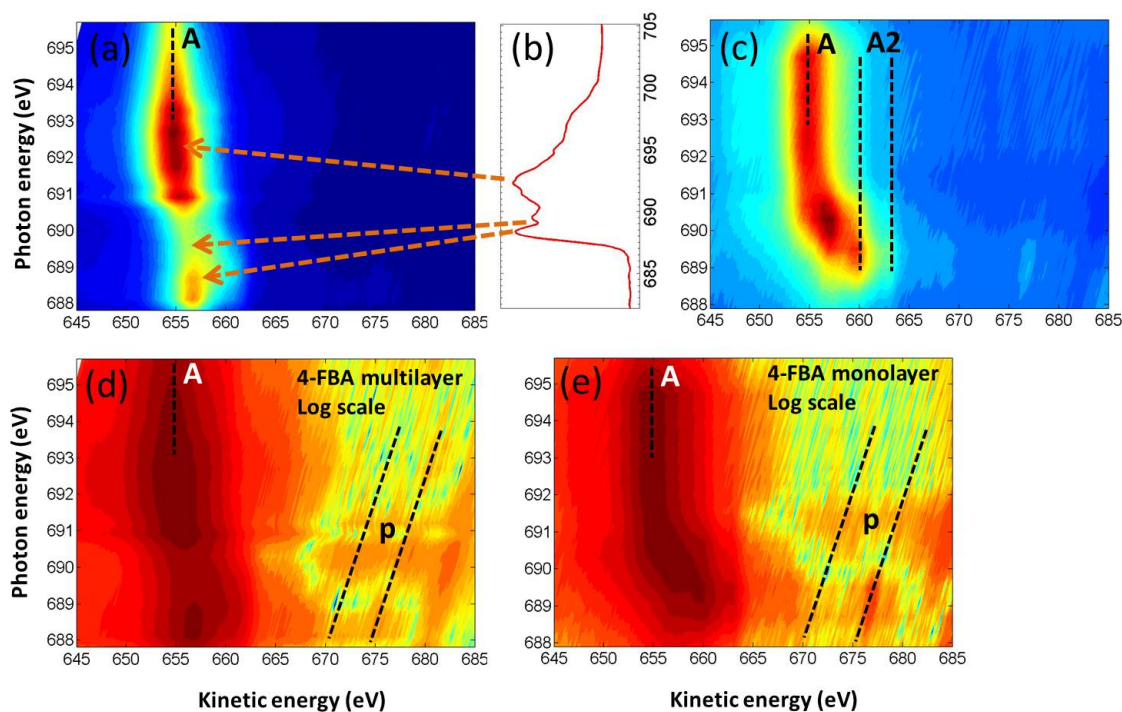 (a)
A
Photon energy (eV)
695
694
693
692
691
690
689
688
645 650 655 660 665 670 675 680 685
(b)
705
700
695
690
685
(c)
A A2
695
694
693
692
691
690
689
688
645 650 655 660 665 670 675 680 685
(d)
A
4-FBA multilayer
Log scale
p
Photon energy (eV)
695
694
693
692
691
690
689
688
645 650 655 660 665 670 675 680 685
Kinetic energy (eV)
(e)
A
4-FBA monolayer
Log scale
p
695
694
693
692
691
690
689
688
645 650 655 660 665 670 675 680 685
Kinetic energy (eV)